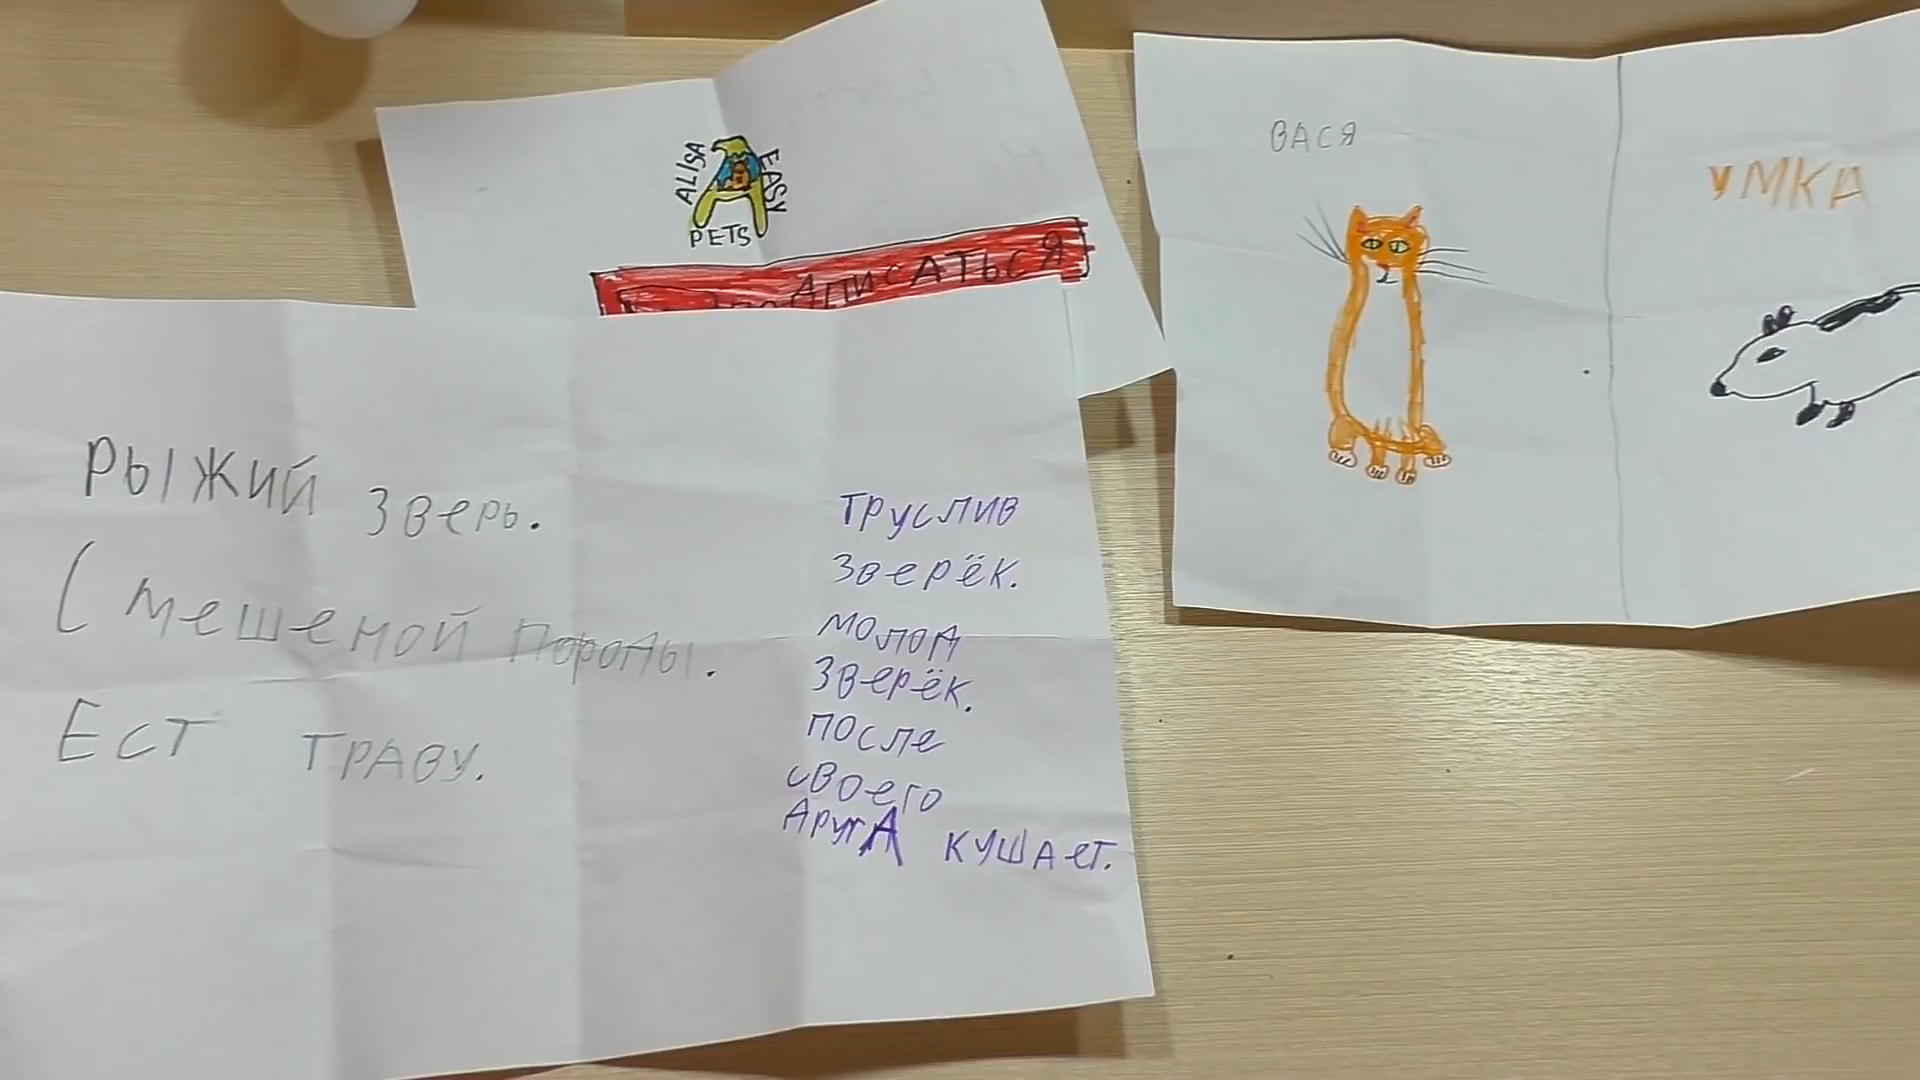 ALISA
EASY
PETS
ПОДПИСАТЬСЯ
ВАСЯ
УМКА
РЫЖИЙ зверь.
Смешеной породы.
Ест траву.
труслив
зверёк.
молод
зверёк.
после
своего
другА кушает.